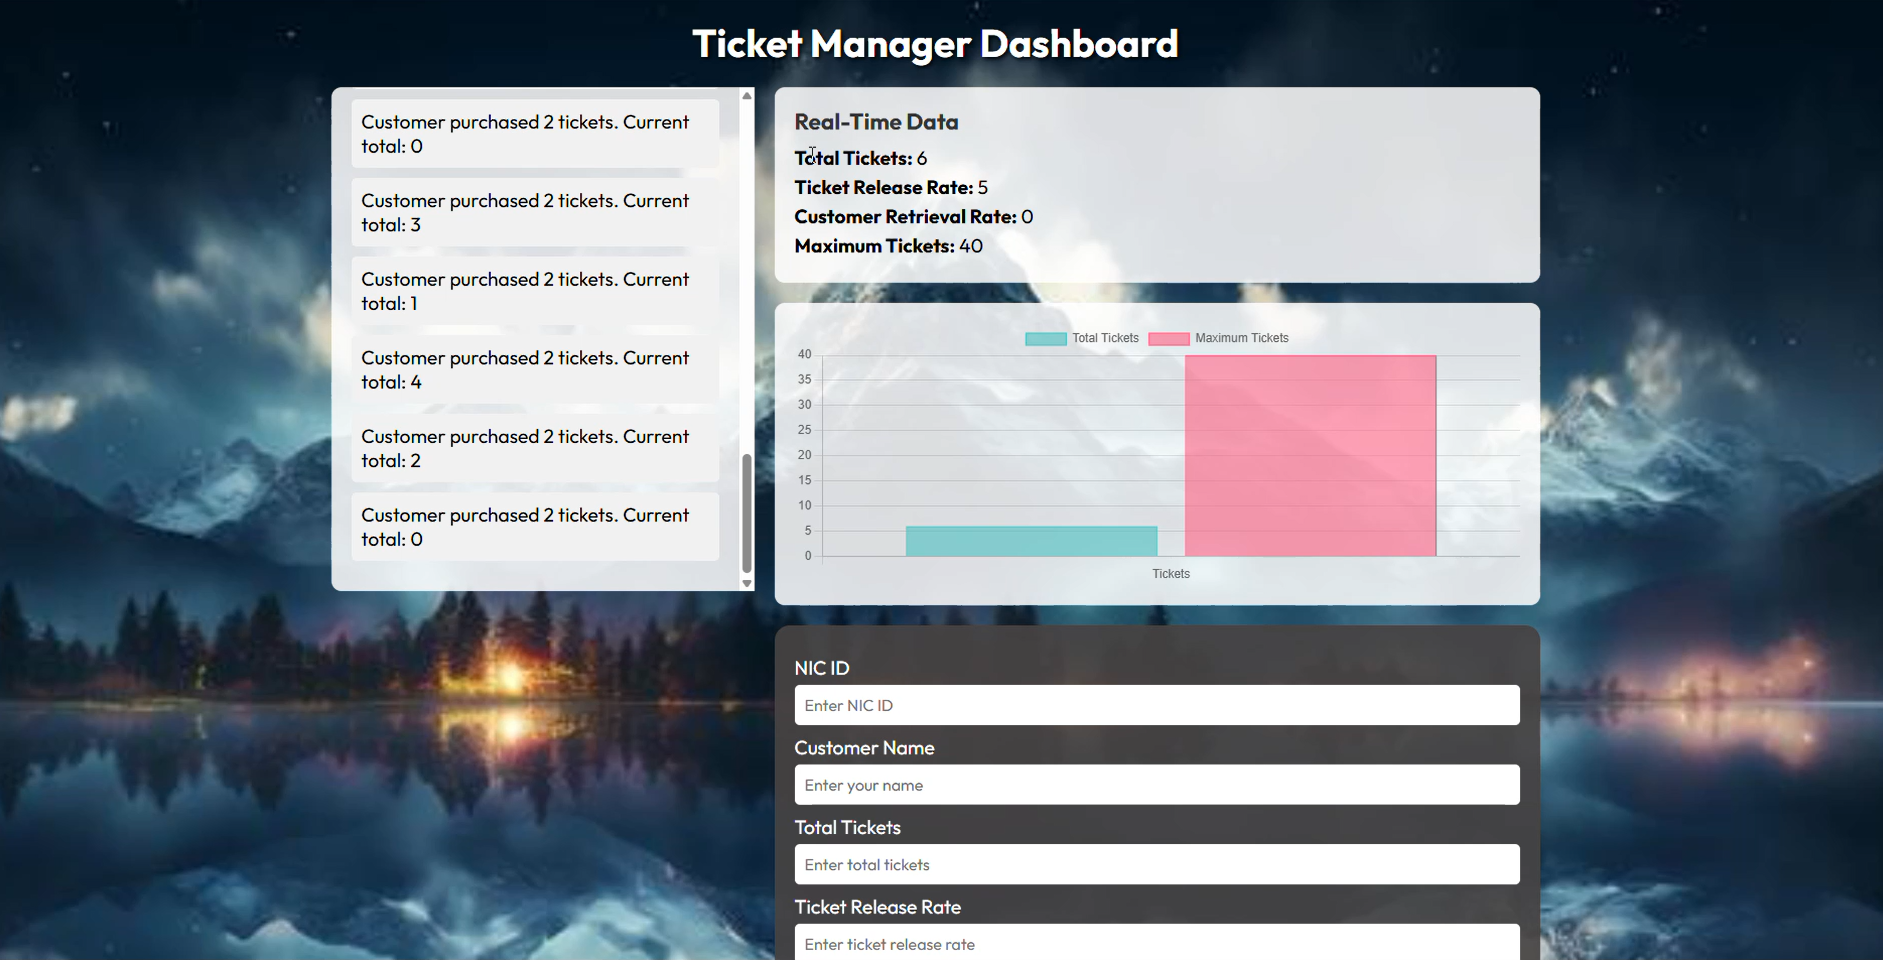 Ticket Manager Dashboard
Customer purchased 2 tickets. Current
total: 0
Customer purchased 2 tickets. Current
total: 3
Customer purchased 2 tickets. Current
total: 1
Customer purchased 2 tickets. Current
total: 4
Customer purchased 2 tickets. Current
total: 2
Customer purchased 2 tickets. Current
total: 0
Real-Time Data
Total Tickets: 6
Ticket Release Rate: 5
Customer Retrieval Rate: 0
Maximum Tickets: 40
Total Tickets Maximum Tickets
40
35
30
25
20
15
10
5
0
Tickets
NIC ID
Enter NIC ID
Customer Name
Enter your name
Total Tickets
Enter total tickets
Ticket Release Rate
Enter ticket release rate